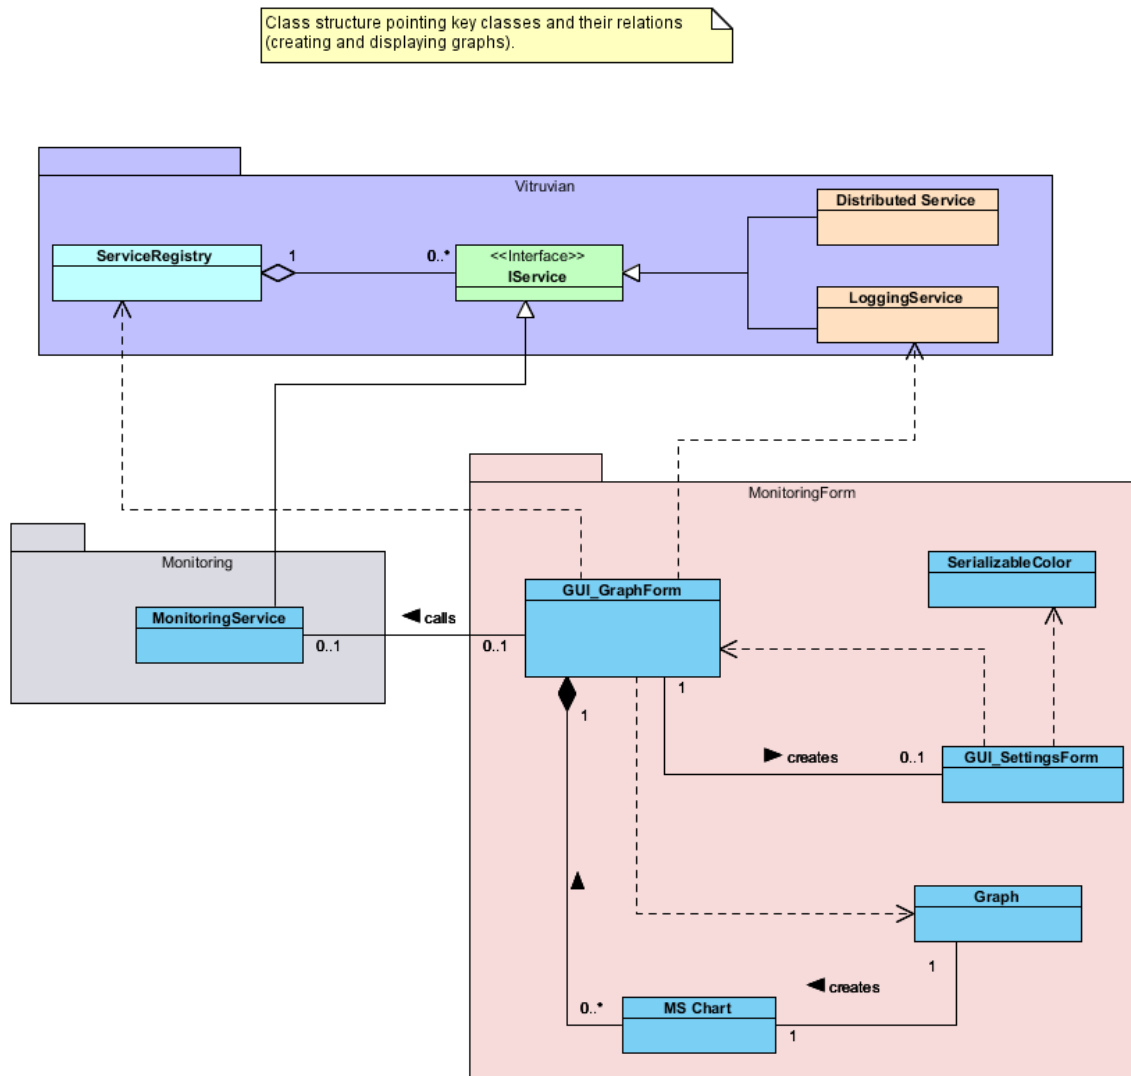 Class structure pointing key classes and their relations
(creating and displaying graphs).
Vitruvian
Distributed Service
ServiceRegistry
1
0..*
<<Interface>>
IService
LoggingService
MonitoringForm
Monitoring
SerializableColor
GUI_GraphForm
MonitoringService
calls
0..1
0..1
1
1
creates
0..1
GUI_SettingsForm
Graph
1
creates
0..*
MS Chart
1